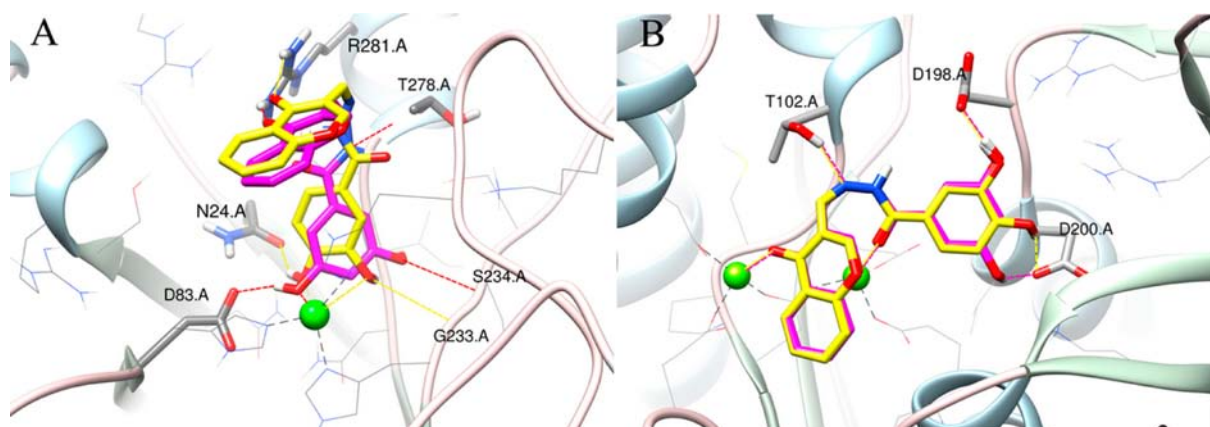 A
R281.A
T278.A
N24.A
D83.A
S234.A
G233.A
B
D198.A
T102.A
D200.A